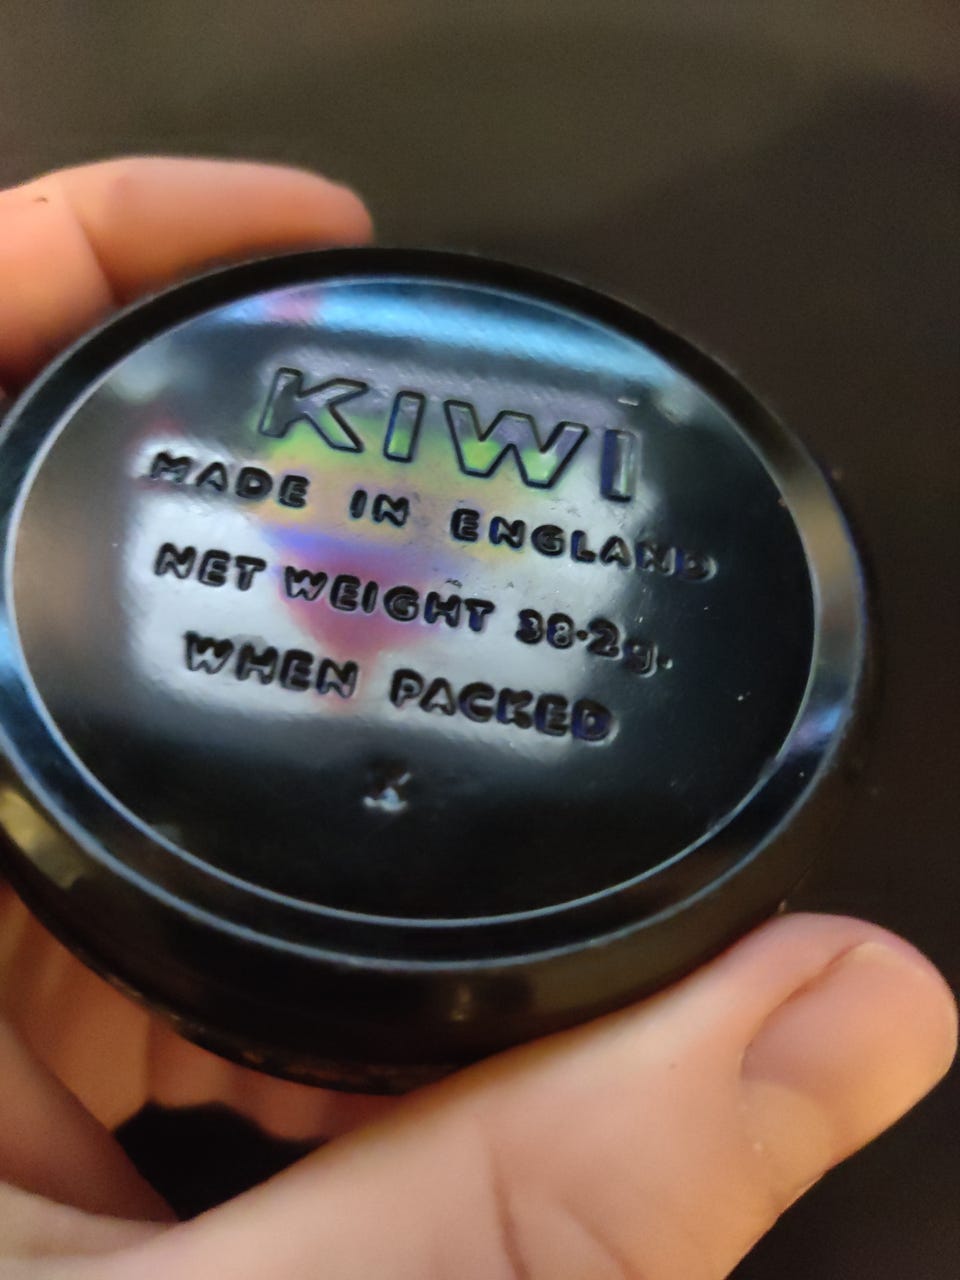 KIWI
MADE IN ENGLAND
NET WEIGHT 38·2g.
WHEN PACKED